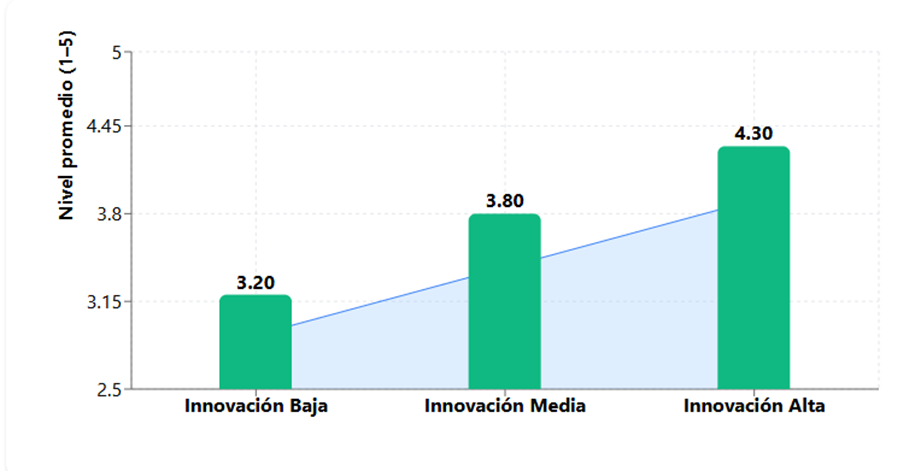 Nivel promedio (1–5)
5
4.45
3.8
3.15
2.5
3.20
3.80
4.30
Innovación Baja
Innovación Media
Innovación Alta